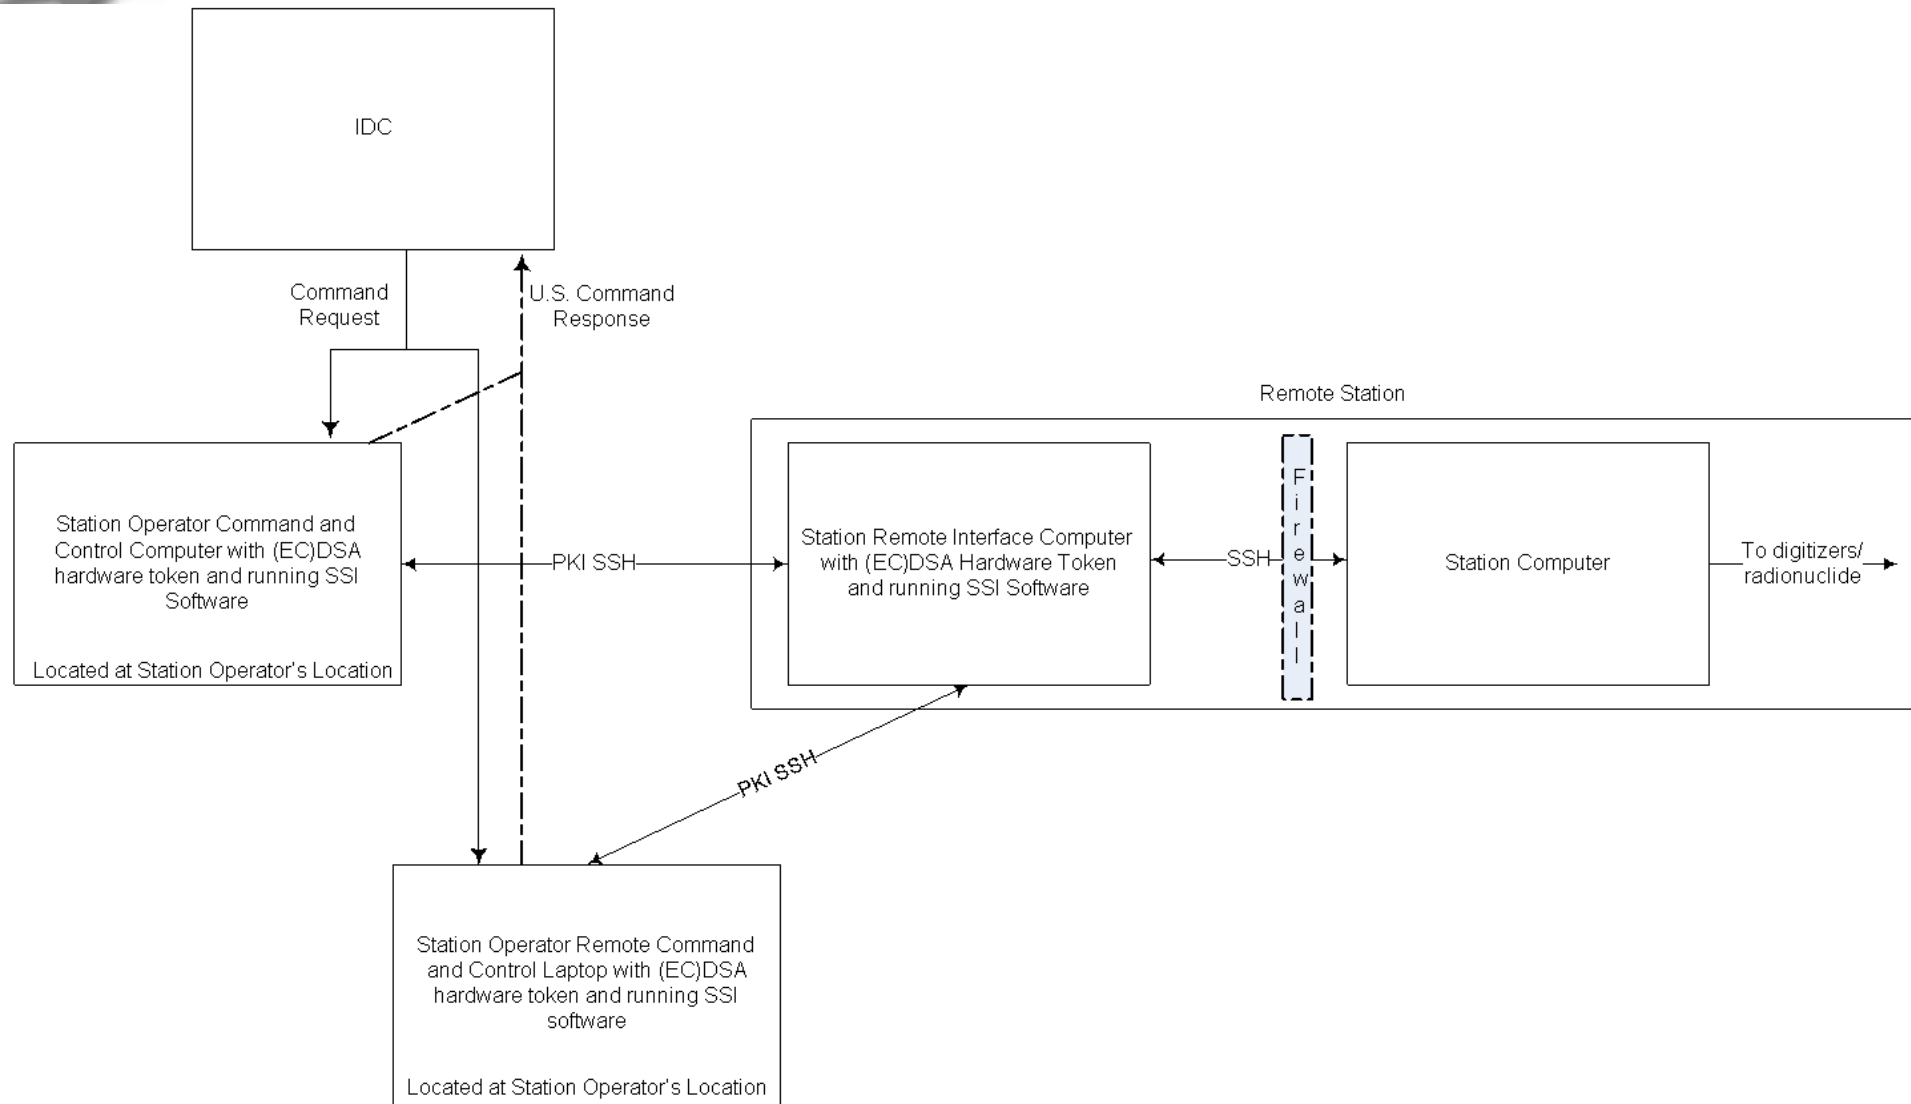 IDC
Command
Request
U.S. Command
Response
Remote Station
Station Operator Command and
Control Computer with (EC)DSA
hardware token and running SSI
Software
Located at Station Operator's Location
PKI SSH
Station Remote Interface Computer
with (EC)DSA Hardware Token
and running SSI Software
SSH
Firewall
Station Computer
To digitizers/
radionuclide
PKI SSH
Station Operator Remote Command
and Control Laptop with (EC)DSA
hardware token and running SSI
software
Located at Station Operator's Location